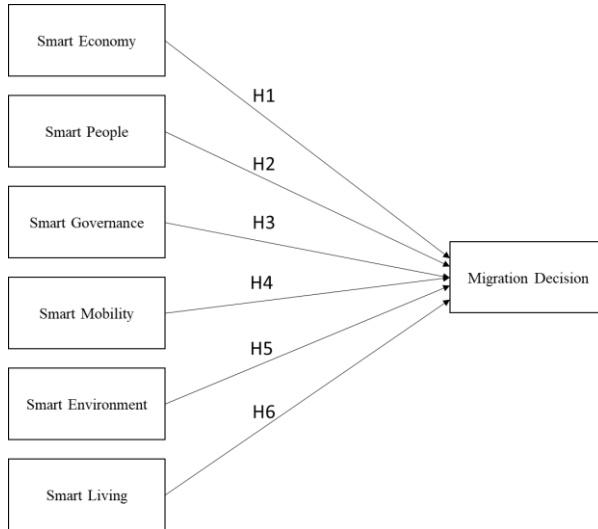 Smart Economy
H1
Smart People
H2
Smart Governance
H3
Migration Decision
H4
Smart Mobility
H5
Smart Environment
H6
Smart Living